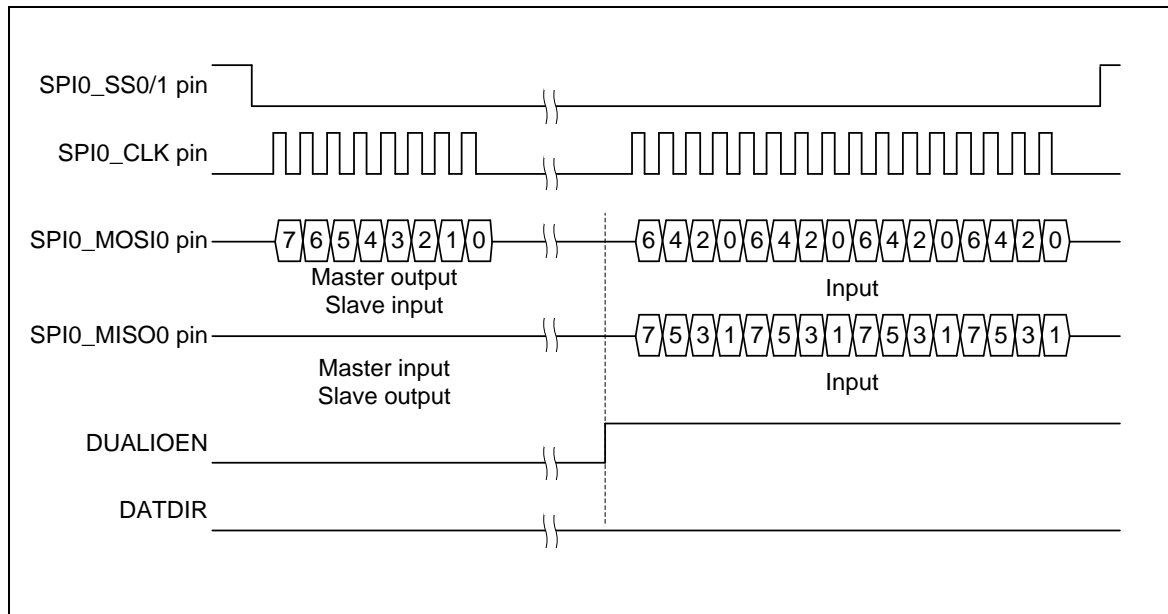 SPI0_SS0/1 pin
SPI0_CLK pin
SPI0_MOSI0 pin 7 6 5 4 3 2 1 0 6 4 2 0 6 4 2 0 6 4 2 0 6 4 2 0
Master output
Slave input
Input
SPI0_MISO0 pin 7 5 3 1 7 5 3 1 7 5 3 1 7 5 3 1
Master input
Slave output
Input
DUALIOEN
DATDIR